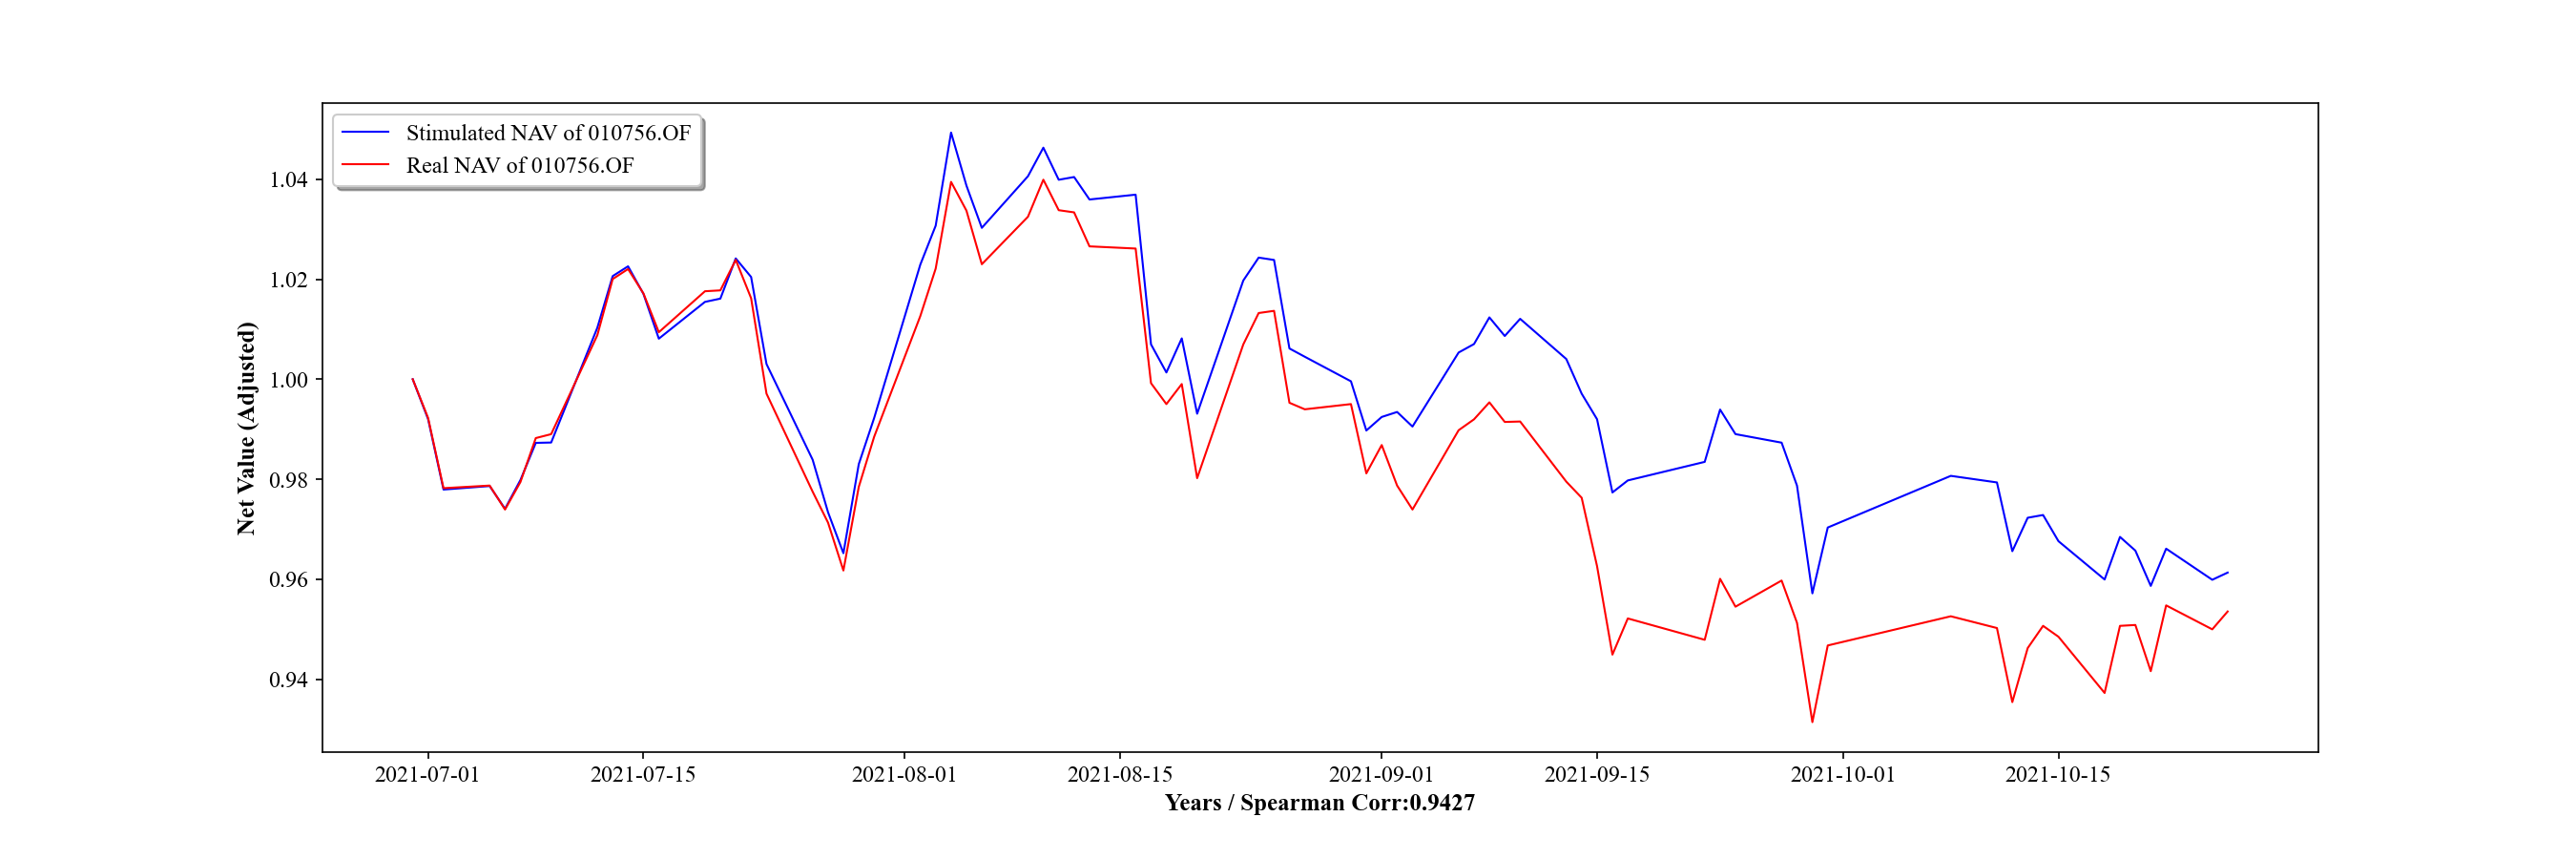 Stimulated NAV of 010756.OF
Real NAV of 010756.OF
Net Value (Adjusted)
1.04
1.02
1.00
0.98
0.96
0.94
2021-07-01 2021-07-15 2021-08-01 2021-08-15 2021-09-01 2021-09-15 2021-10-01 2021-10-15
Years / Spearman Corr:0.9427